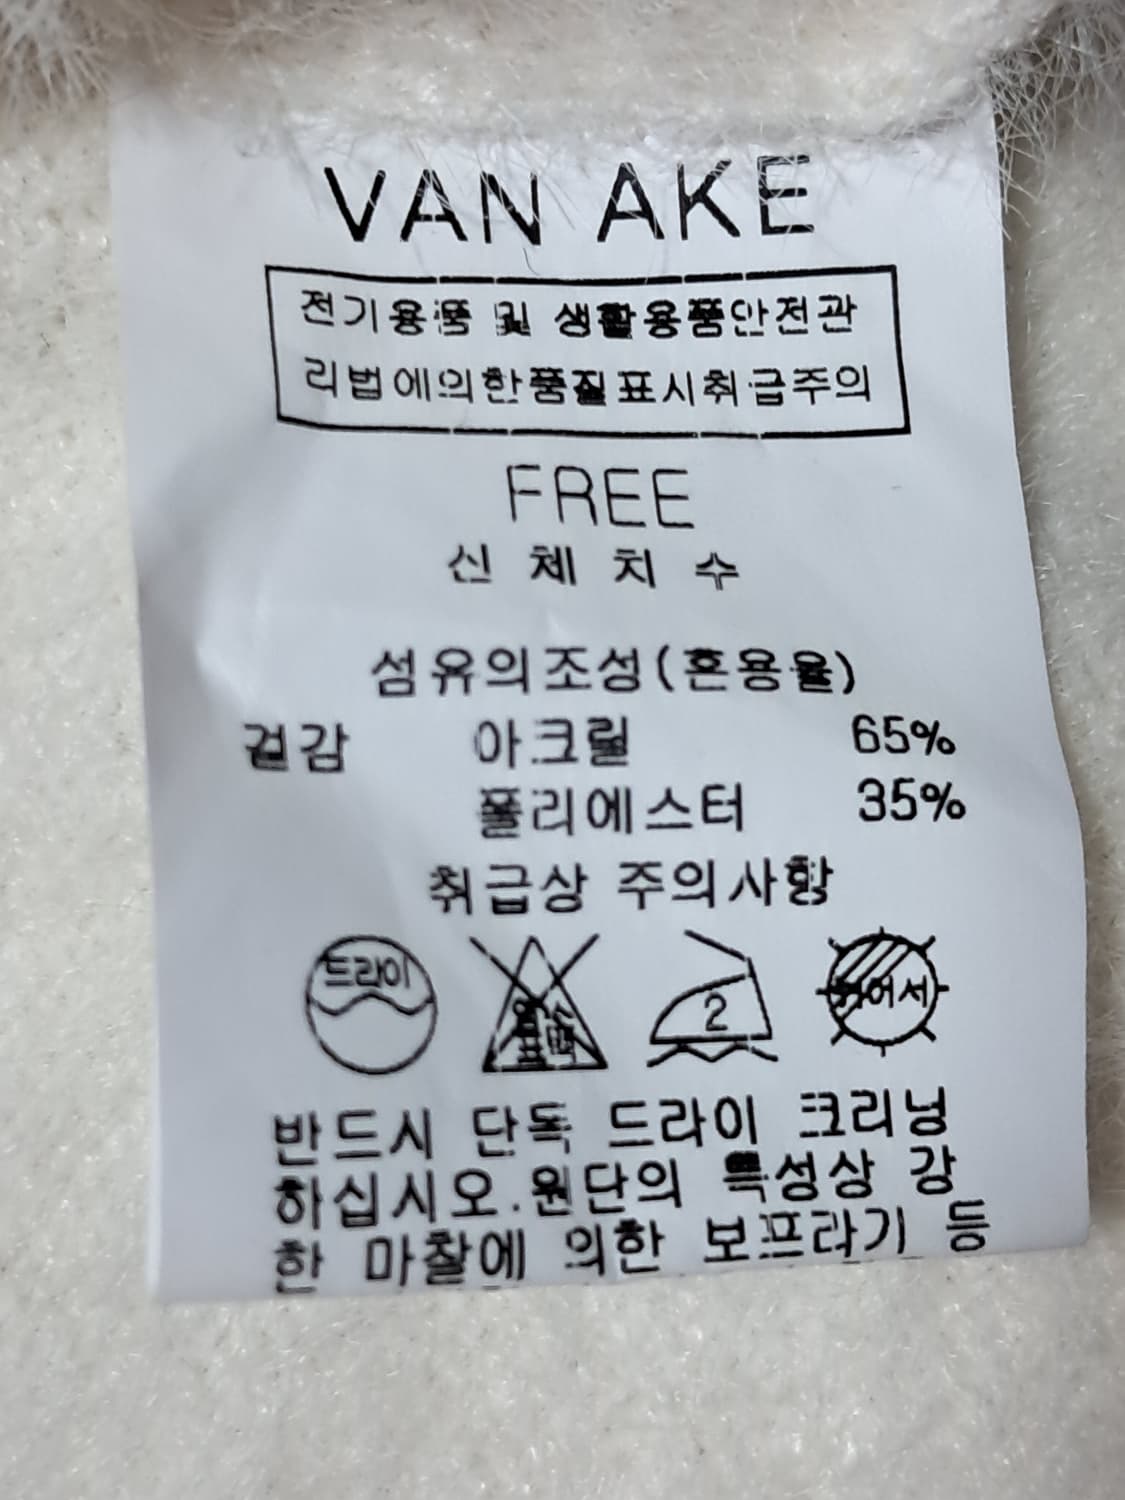 VAN AKE
전기용품 및 생활용품안전관
리법에의한품질표시취급주의
FREE
신체치수
섬유의조성(혼용율)
겉감 아크릴 65%
폴리에스터 35%
취급상 주의사항
드라이 2 뉘어서
반드시 단독 드라이 크리닝
하십시오.원단의 특성상 강
한 마찰에 의한 보프라기 등